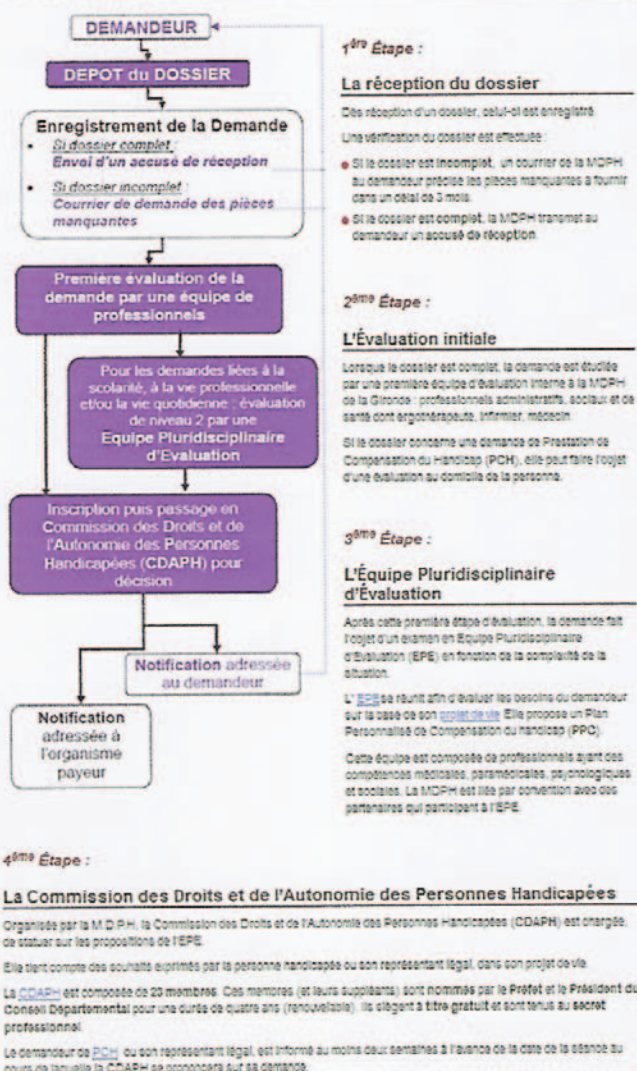 DEMANDEUR
DEPOT du DOSSIER
Enregistrement de la Demande
• Si dossier complet :
Envoi d'un accusé de réception
• Si dossier incomplet :
Courrier de demande des pièces
manquantes
Première évaluation de la
demande par une équipe de
professionnels
Pour les demandes liées à la
scolarité, à la vie professionnelle
et/ou la vie quotidienne : évaluation
de niveau 2 par une
Equipe Pluridisciplinaire
d'Evaluation
Inscription puis passage en
Commission des Droits et de
l'Autonomie des Personnes
Handicapées (CDAPH) pour
décision
Notification adressée
au demandeur
Notification
adressée à
l'organisme
payeur
1ère Étape :
La réception du dossier
Dès réception d'un dossier, celui-ci est enregistré.
Une vérification du dossier est effectuée :
• Si le dossier est incomplet, un courrier de la MDPH
au demandeur précise les pièces manquantes à fournir
dans un délai de 3 mois.
• Si le dossier est complet, la MDPH transmet au
demandeur un accusé de réception.
2ème Étape :
L'Évaluation initiale
Lorsque le dossier est complet, la demande est étudiée
par une première équipe d'évaluation interne à la MDPH
de la Gironde : professionnels administratifs, sociaux et de
santé dont ergothérapeute, infirmier, médecin.
Si le dossier concerne une demande de Prestation de
Compensation du Handicap (PCH), elle peut faire l'objet
d'une évaluation au domicile de la personne.
3ème Étape :
L'Équipe Pluridisciplinaire
d'Évaluation
Après cette première étape d'évaluation, la demande fait
l'objet d'un examen en Equipe Pluridisciplinaire
d'Evaluation (EPE) en fonction de la complexité de la
situation.
L' EPE se réunit afin d'évaluer les besoins du demandeur
sur la base de son projet de vie. Elle propose un Plan
Personnalisé de Compensation du handicap (PPC).
Cette équipe est composée de professionnels ayant des
compétences médicales, paramédicales, psychologiques
et sociales. La MDPH est liée par convention avec des
partenaires qui participent à l'EPE.
4ème Étape :
La Commission des Droits et de l'Autonomie des Personnes Handicapées
Organisée par la M.D.P.H, la Commission des Droits et de l'Autonomie des Personnes Handicapées (CDAPH) est chargée,
de statuer sur les propositions de l'EPE.
Elle tient compte des souhaits exprimés par la personne handicapée ou son représentant légal, dans son projet de vie.
La CDAPH est composée de 23 membres. Ces membres (et leurs suppléants) sont nommés par le Préfet et le Président du
Conseil Départemental pour une durée de quatre ans (renouvelable). Ils siègent à titre gratuit et sont tenus au secret
professionnel.
Le demandeur de PCH ou son représentant légal, est informé au moins deux semaines à l'avance de la date de la séance au
cours de laquelle la CDAPH se prononcera sur sa demande.